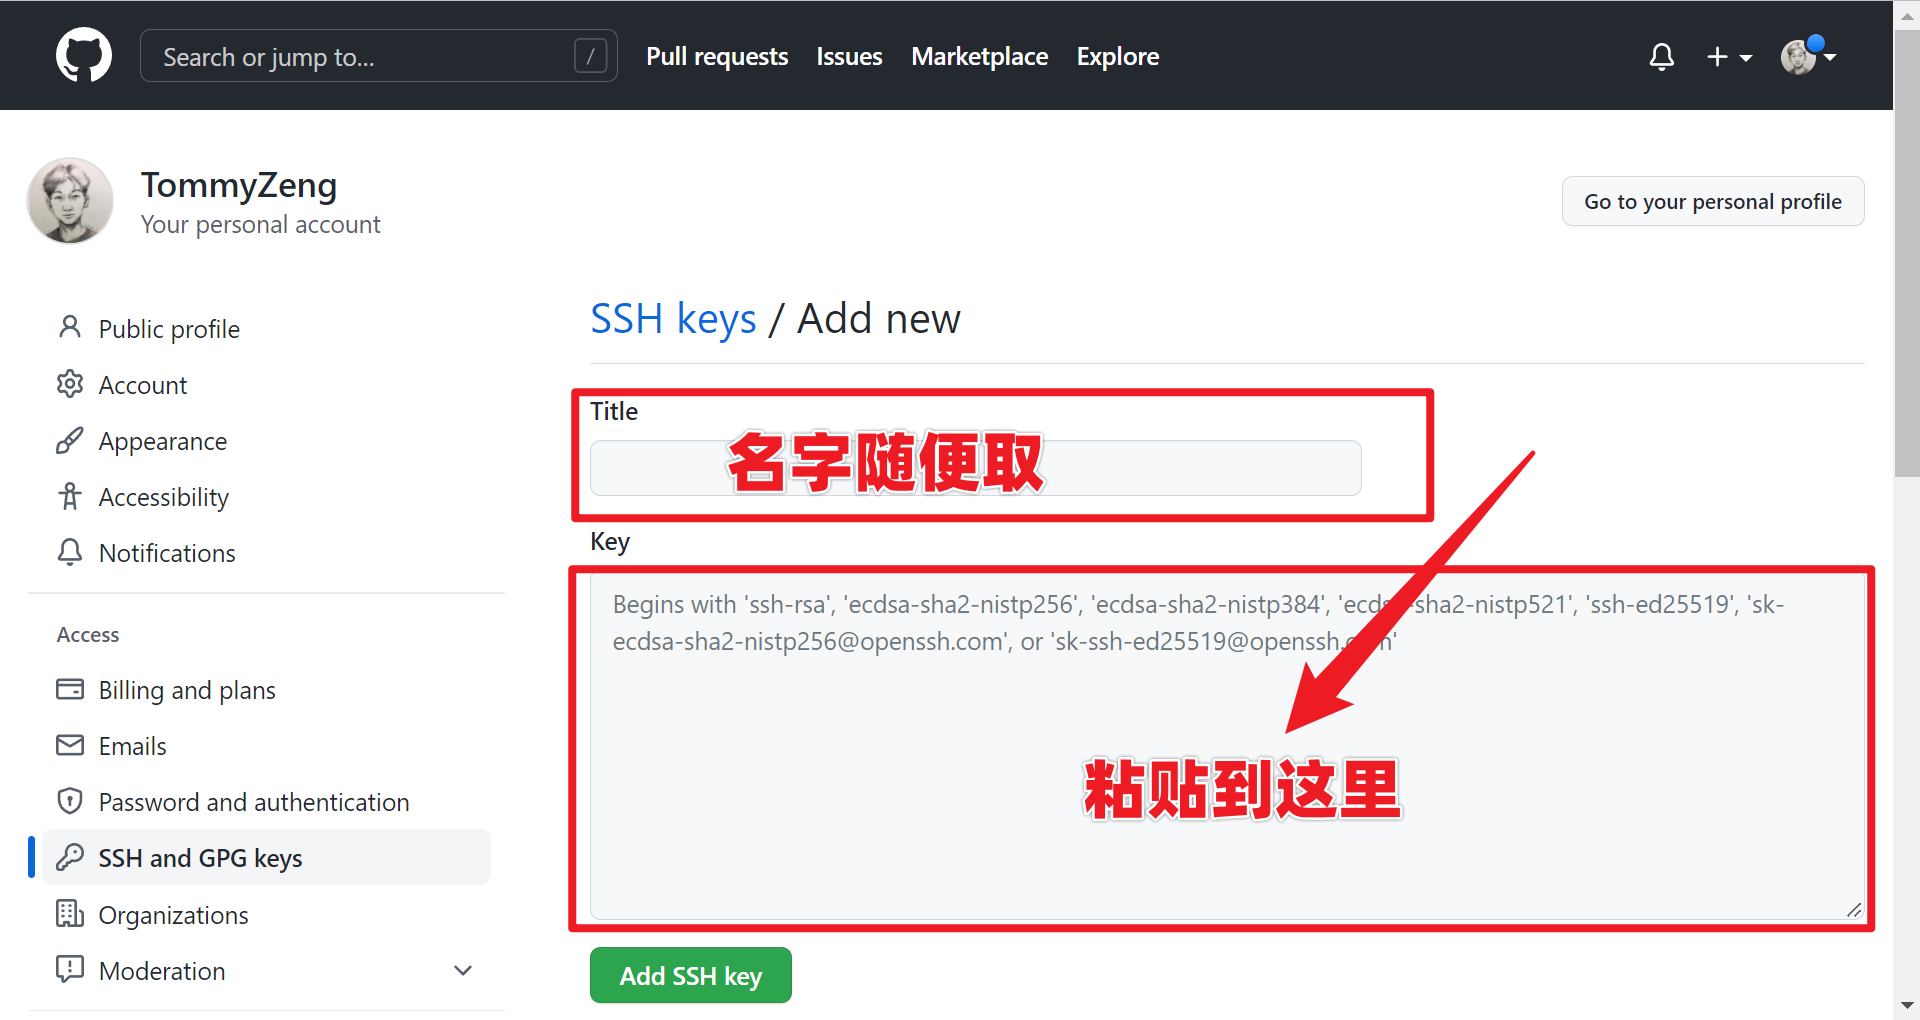 Search or jump to...
/
Pull requests
Issues
Marketplace
Explore
TommyZeng
Your personal account
Go to your personal profile
Public profile
Account
Appearance
Accessibility
Notifications
Access
Billing and plans
Emails
Password and authentication
SSH and GPG keys
Organizations
Moderation
SSH keys / Add new
Title
名字随便取
Key
Begins with 'ssh-rsa', 'ecdsa-sha2-nistp256', 'ecdsa-sha2-nistp384', 'ecdsa-sha2-nistp521', 'ssh-ed25519', 'sk-
ecdsa-sha2-nistp256@openssh.com', or 'sk-ssh-ed25519@openssh.com'
粘贴到这里
Add SSH key